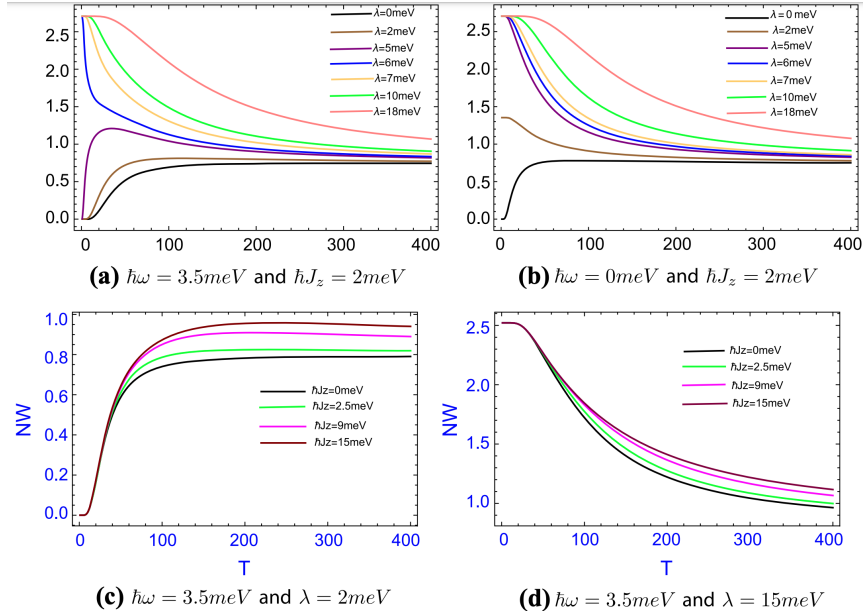 2.5
2.0
1.5
1.0
0.5
0.0
0 100 200 300 400
λ=0meV
λ=2meV
λ=5meV
λ=6meV
λ=7meV
λ=10meV
λ=18meV
(a) ℏω = 3.5meV and ℏJz = 2meV
2.5
2.0
1.5
1.0
0.5
0.0
0 100 200 300 400
λ=0 meV
λ=2meV
λ=5meV
λ=6meV
λ=7meV
λ=10meV
λ=18meV
(b) ℏω = 0meV and ℏJz = 2meV
NW
1.0
0.8
0.6
0.4
0.2
0.0
0 100 200 300 400
T
ℏJz=0meV
ℏJz=2.5meV
ℏJz=9meV
ℏJz=15meV
(c) ℏω = 3.5meV and λ = 2meV
NW
2.5
2.0
1.5
1.0
0 100 200 300 400
T
ℏJz=0meV
ℏJz=2.5meV
ℏJz=9meV
ℏJz=15meV
(d) ℏω = 3.5meV and λ = 15meV